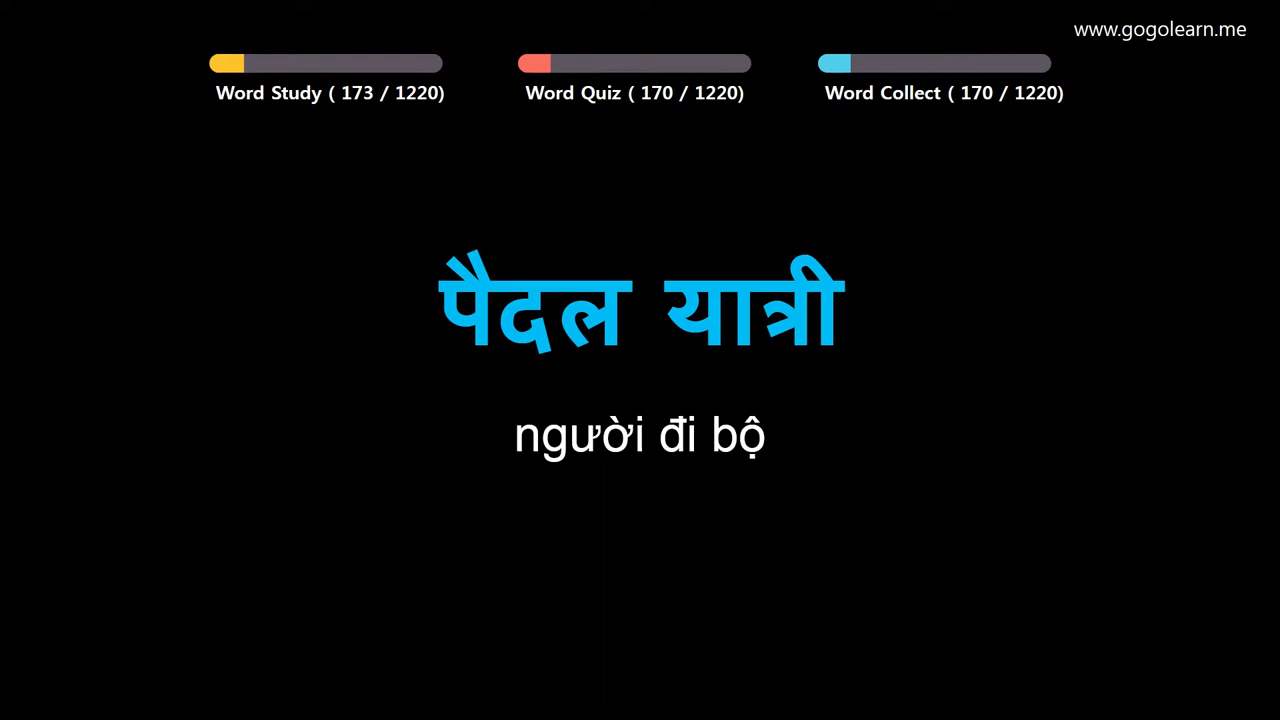 www.gogolearn.me
Word Study ( 173 / 1220)
Word Quiz ( 170 / 1220)
Word Collect ( 170 / 1220)
पैदल यात्री
người đi bộ